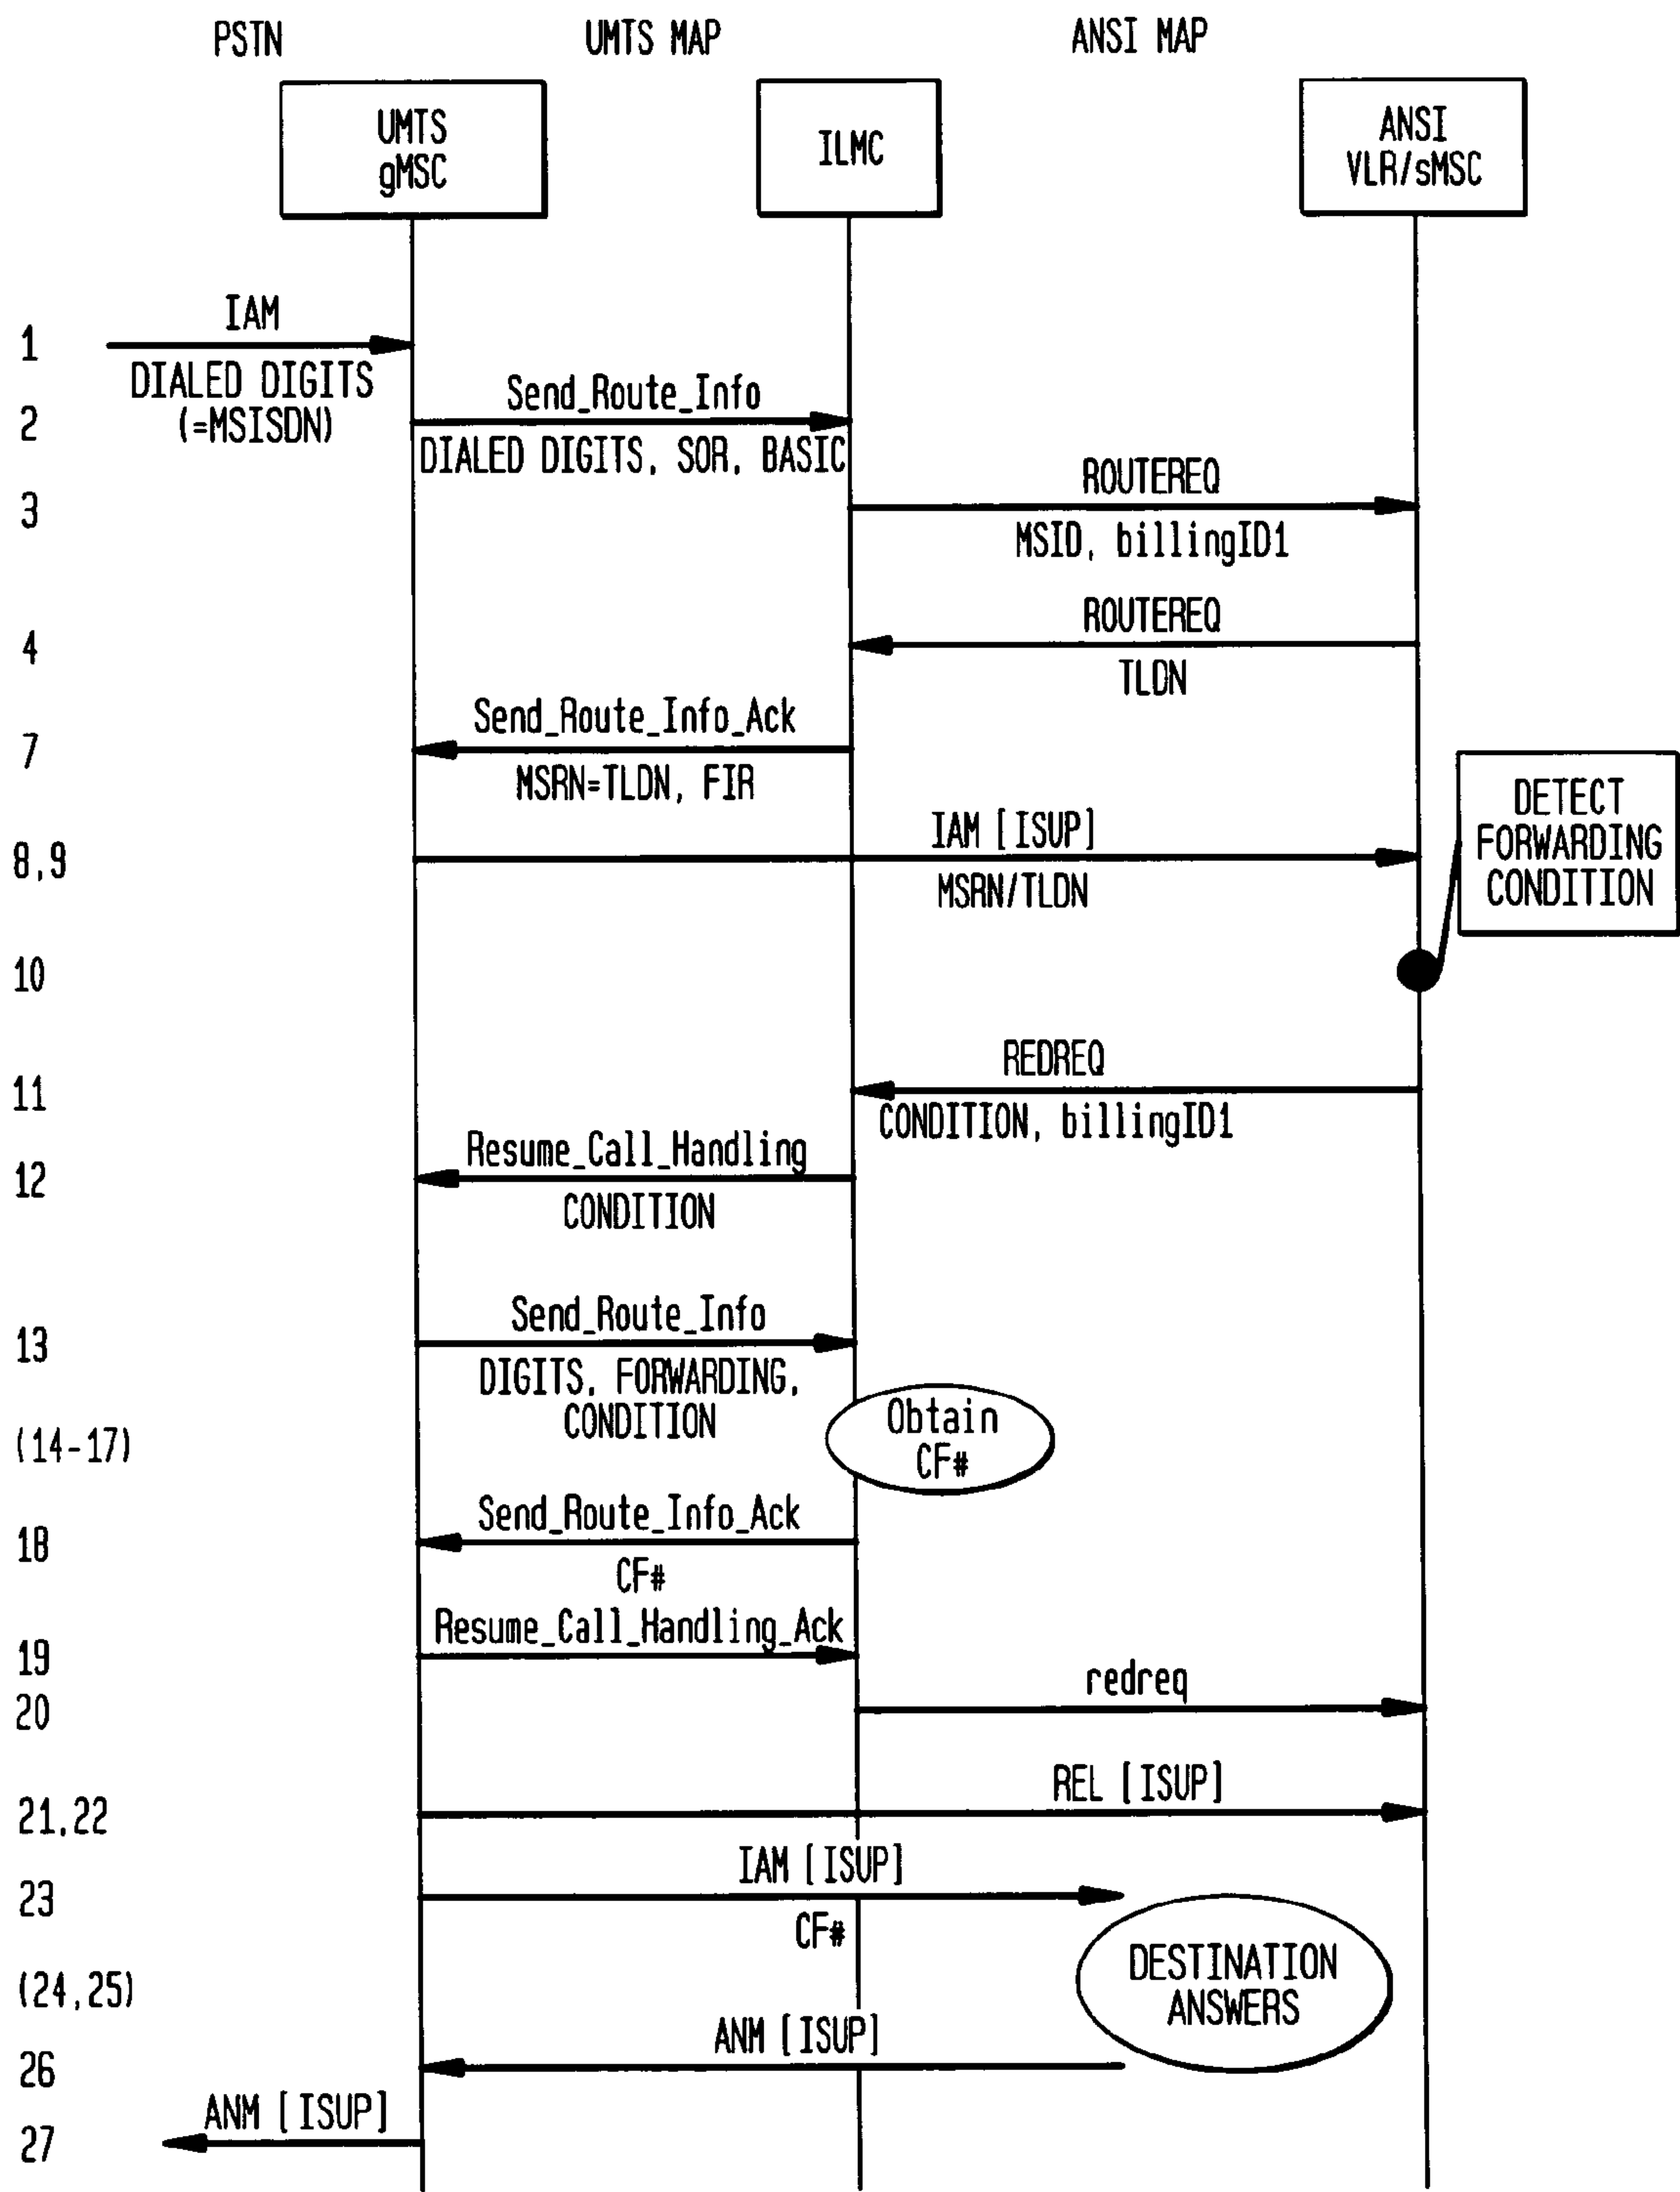 PSTN UMTS MAP ANSI MAP
UMTS
gMSC
ILMC
ANSI
VLR/sMSC
1
IAM
DIALED DIGITS
(=MSISDN)
2
Send_Route_Info
DIALED DIGITS, SOR, BASIC
3
ROUTEREQ
MSID, billingID1
4
ROUTEREQ
TLDN
7
Send_Route_Info_Ack
MSRN=TLDN, FIR
8,9
IAM [ISUP]
MSRN/TLDN
DETECT
FORWARDING
CONDITION
10
11
REDREQ
CONDITION, billingID1
12
Resume_Call_Handling
CONDITION
13
Send_Route_Info
DIGITS, FORWARDING,
CONDITION
(14-17)
Obtain
CF#
18
Send_Route_Info_Ack
CF#
19
Resume_Call_Handling_Ack
20
redreq
21,22
REL [ISUP]
23
IAM [ISUP]
CF#
(24,25)
DESTINATION
ANSWERS
26
ANM [ISUP]
27
ANM [ISUP]